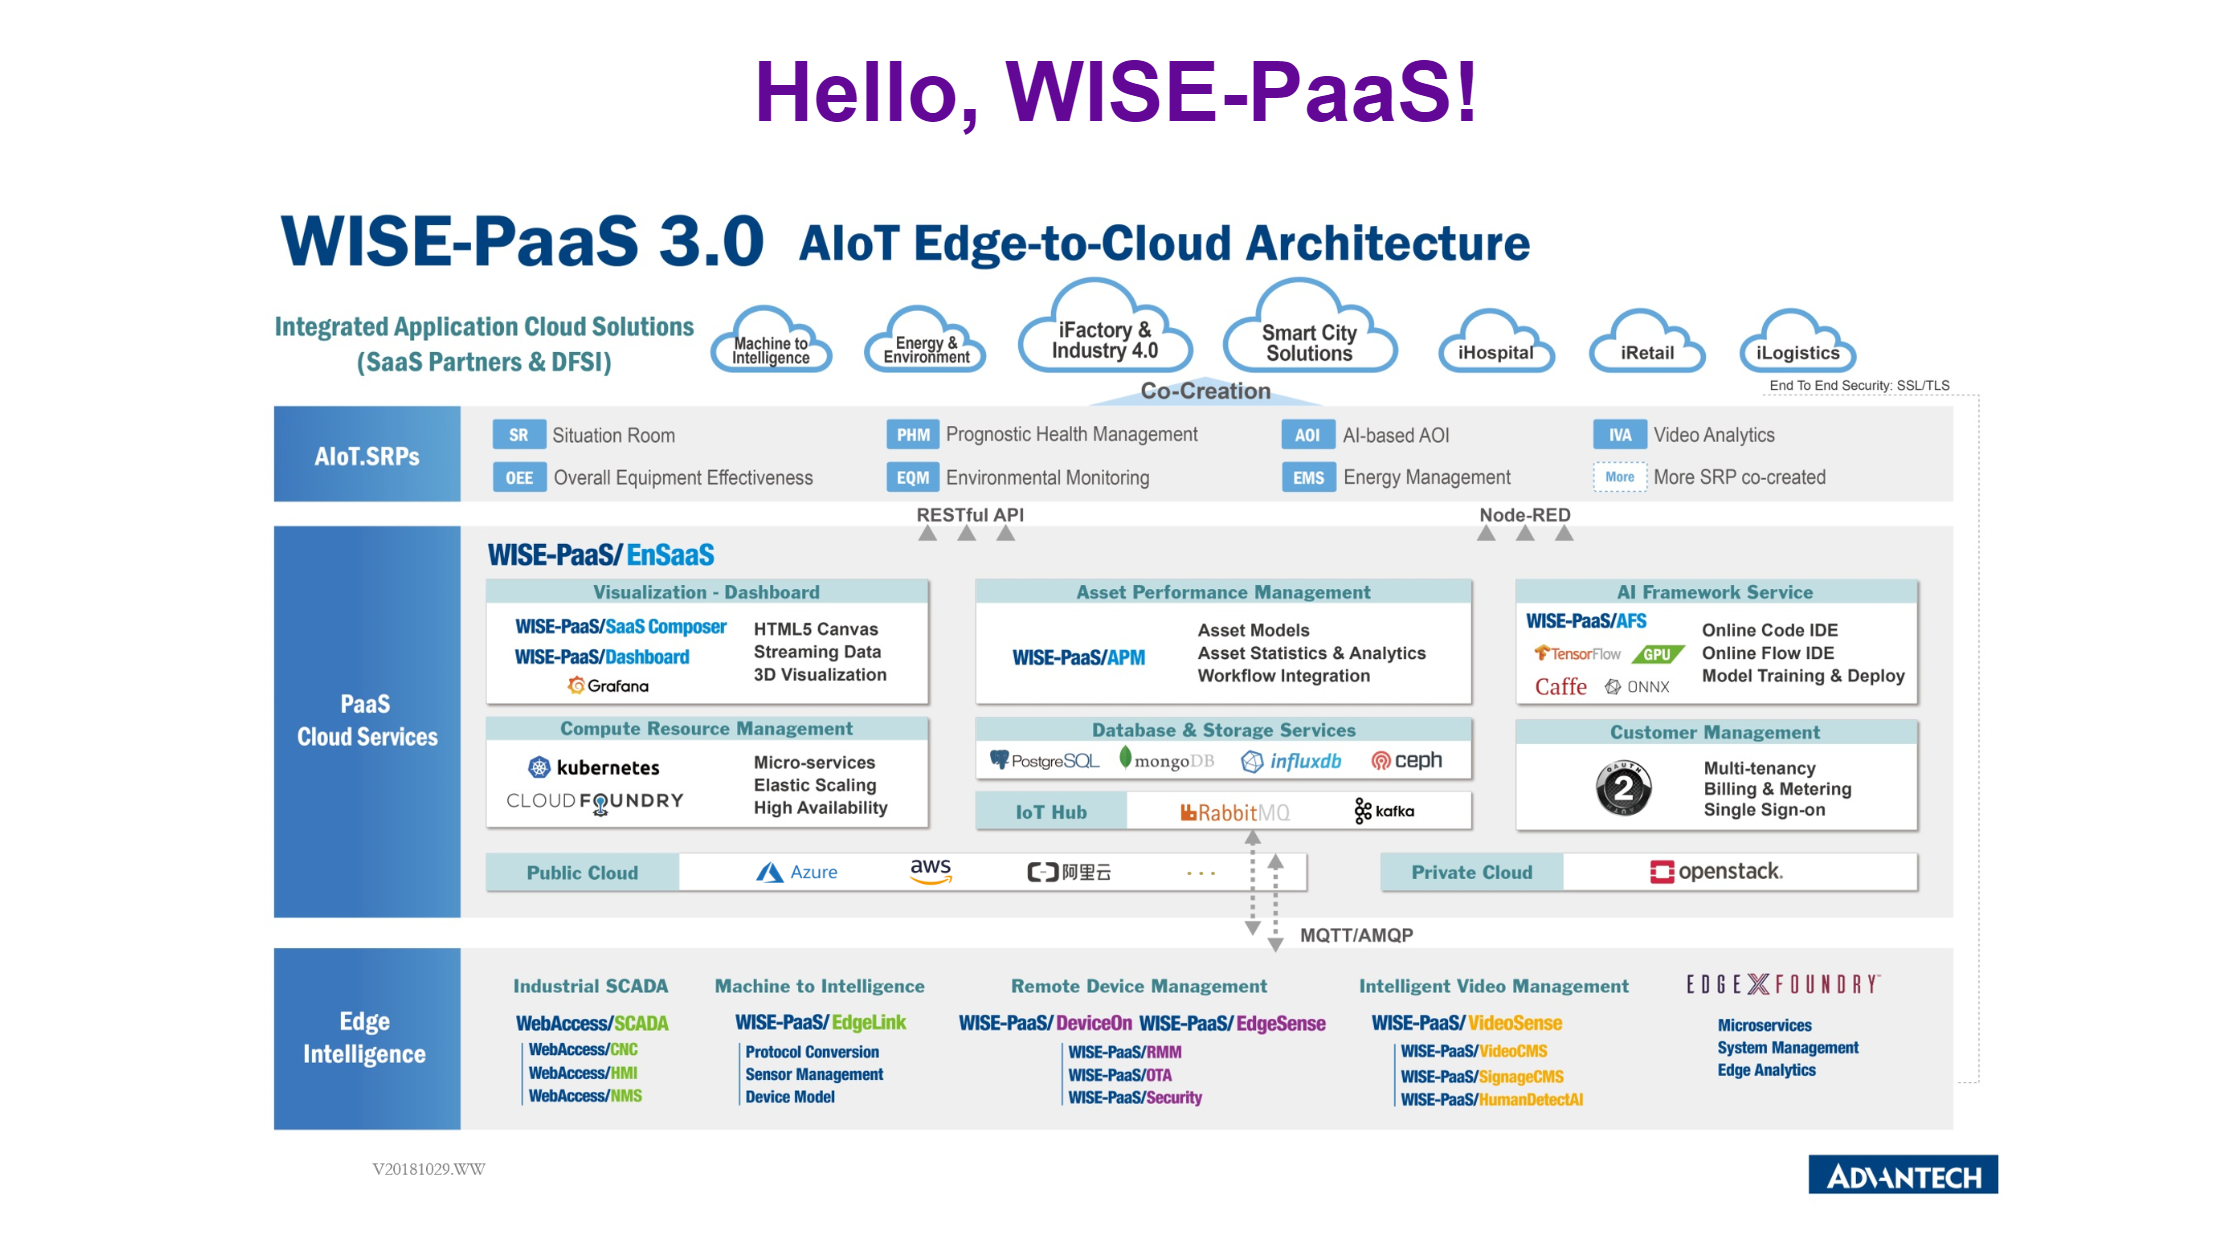 Hello, WISE-PaaS!
WISE-PaaS 3.0 AIoT Edge-to-Cloud Architecture
Integrated Application Cloud Solutions
(SaaS Partners & DFSI)
Machine to
Intelligence
Energy &
Environment
iFactory &
Industry 4.0
Smart City
Solutions
iHospital
iRetail
iLogistics
Co-Creation
End To End Security: SSL/TLS
AIoT.SRPs
SR Situation Room
PHM Prognostic Health Management
AOI AI-based AOI
IVA Video Analytics
OEE Overall Equipment Effectiveness
EQM Environmental Monitoring
EMS Energy Management
More More SRP co-created
RESTful API
Node-RED
PaaS
Cloud Services
WISE-PaaS/EnSaaS
Visualization - Dashboard
WISE-PaaS/SaaS Composer
WISE-PaaS/Dashboard
Grafana
HTML5 Canvas
Streaming Data
3D Visualization
Asset Performance Management
WISE-PaaS/APM
Asset Models
Asset Statistics & Analytics
Workflow Integration
AI Framework Service
WISE-PaaS/AFS
TensorFlow GPU
Caffe ONNX
Online Code IDE
Online Flow IDE
Model Training & Deploy
Compute Resource Management
kubernetes
CLOUD FOUNDRY
Micro-services
Elastic Scaling
High Availability
Database & Storage Services
PostgreSQL mongoDB influxdb ceph
IoT Hub RabbitMQ kafka
Customer Management
OAUTH
2
Multi-tenancy
Billing & Metering
Single Sign-on
Public Cloud Azure aws 阿里云 ...
Private Cloud openstack.
MQTT/AMQP
Edge
Intelligence
Industrial SCADA
WebAccess/SCADA
WebAccess/CNC
WebAccess/HMI
WebAccess/NMS
Machine to Intelligence
WISE-PaaS/EdgeLink
Protocol Conversion
Sensor Management
Device Model
Remote Device Management
WISE-PaaS/DeviceOn WISE-PaaS/EdgeSense
WISE-PaaS/RMM
WISE-PaaS/OTA
WISE-PaaS/Security
Intelligent Video Management
WISE-PaaS/VideoSense
WISE-PaaS/VideoCMS
WISE-PaaS/SignageCMS
WISE-PaaS/HumanDetectAI
EDGE X FOUNDRY™
Microservices
System Management
Edge Analytics
V20181029.WW
ADVANTECH